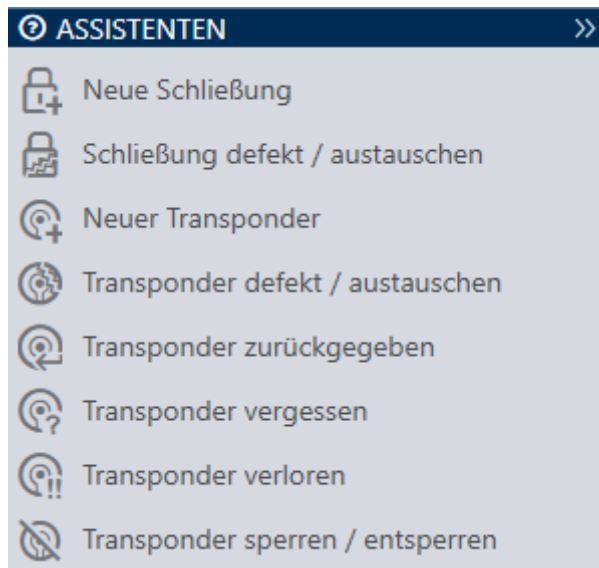 ASSISTENTEN
Neue Schließung
Schließung defekt / austauschen
Neuer Transponder
Transponder defekt / austauschen
Transponder zurückgegeben
Transponder vergessen
Transponder verloren
Transponder sperren / entsperren